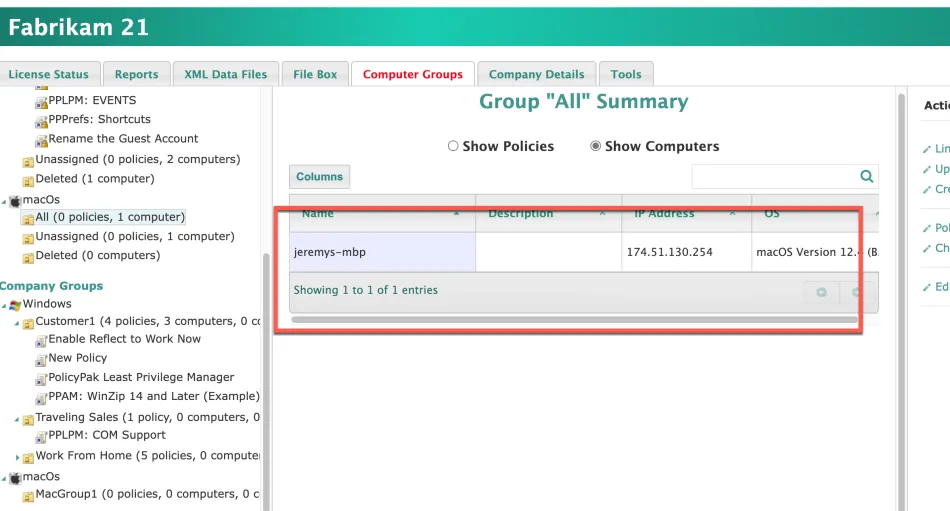 Fabrikam 21
License Status
Reports
XML Data Files
File Box
Computer Groups
Company Details
Tools
PPLPM: EVENTS
PPPrefs: Shortcuts
Rename the Guest Account
Unassigned (0 policies, 2 computers)
Deleted (1 computer)
macOs
All (0 policies, 1 computer)
Unassigned (0 policies, 1 computer)
Deleted (0 computers)
Company Groups
Windows
Customer1 (4 policies, 3 computers, 0 cc
Enable Reflect to Work Now
New Policy
PolicyPak Least Privilege Manager
PPAM: WinZip 14 and Later (Example)
Traveling Sales (1 policy, 0 computers, 0
PPLPM: COM Support
Work From Home (5 policies, 0 compute
macOs
MacGroup1 (0 policies, 0 computers, 0 c
Group "All" Summary
Show Policies
Show Computers
Columns
Name
Description
IP Address
OS
jeremys-mbp
174.51.130.254
macOS Version 12.4 (B
Showing 1 to 1 of 1 entries
Actic
Lin
Up
Cre
Pol
Ch
Ed